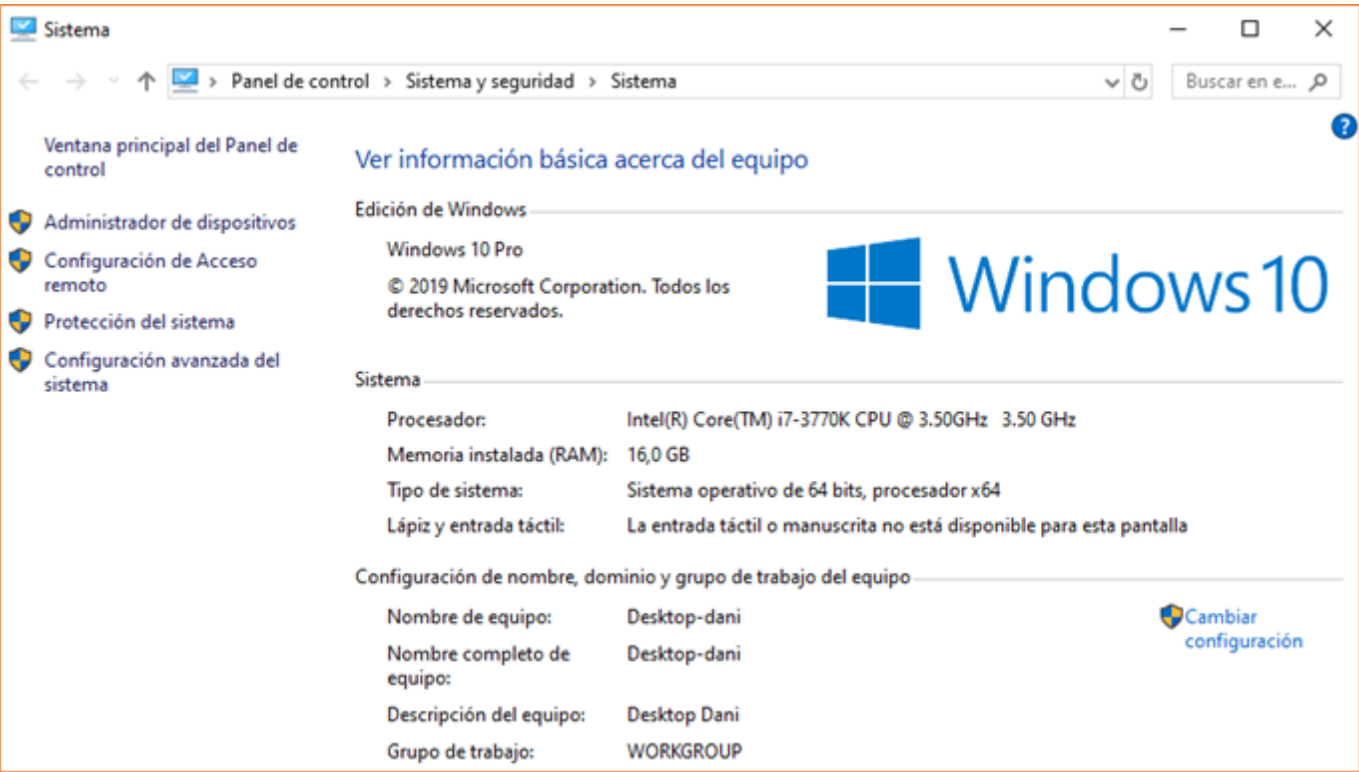 Sistema
Panel de control > Sistema y seguridad > Sistema
Buscar en e...
Ventana principal del Panel de
control
Administrador de dispositivos
Configuración de Acceso
remoto
Protección del sistema
Configuración avanzada del
sistema
Ver información básica acerca del equipo
Edición de Windows
Windows 10 Pro
© 2019 Microsoft Corporation. Todos los
derechos reservados.
Windows 10
Sistema
Procesador: Intel(R) Core(TM) i7-3770K CPU @ 3.50GHz 3.50 GHz
Memoria instalada (RAM): 16,0 GB
Tipo de sistema: Sistema operativo de 64 bits, procesador x64
Lápiz y entrada táctil: La entrada táctil o manuscrita no está disponible para esta pantalla
Configuración de nombre, dominio y grupo de trabajo del equipo
Nombre de equipo: Desktop-dani
Cambiar
configuración
Nombre completo de
equipo: Desktop-dani
Descripción del equipo: Desktop Dani
Grupo de trabajo: WORKGROUP